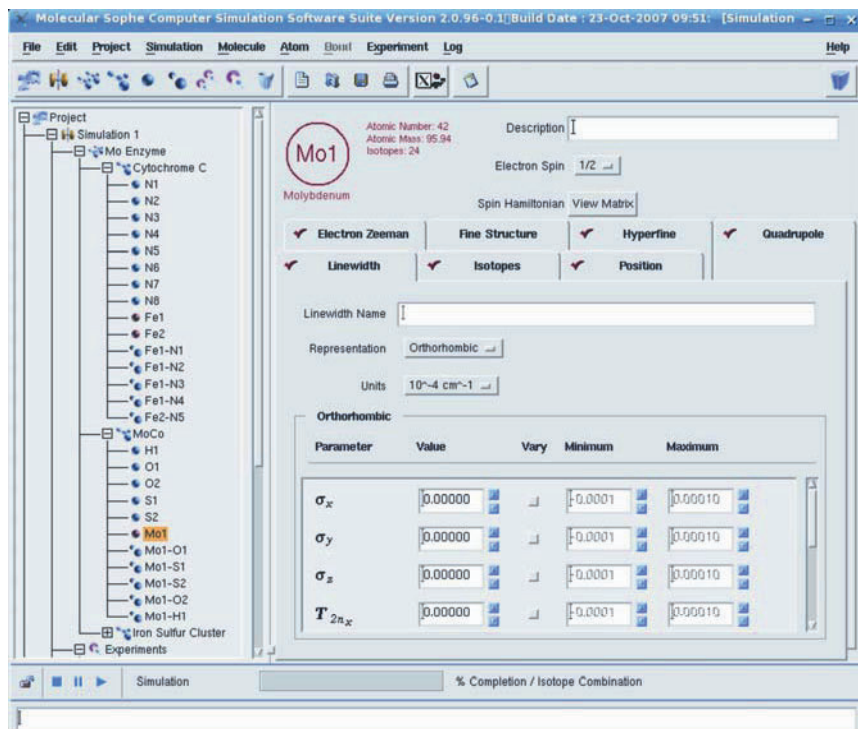 Molecular Sophe Computer Simulation Software Suite Version 2.0.96-0.1 Build Date : 23-Oct-2007 09:51: [Simulation
File Edit Project Simulation Molecule Atom Bond Experiment Log Help
Project
Simulation 1
Mo Enzyme
Cytochrome C
N1
N2
N3
N4
N5
N6
N7
N8
Fe1
Fe2
Fe1-N1
Fe1-N2
Fe1-N3
Fe1-N4
Fe2-N5
MoCo
H1
O1
O2
S1
S2
Mo1
Mo1-O1
Mo1-S1
Mo1-S2
Mo1-O2
Mo1-H1
Iron Sulfur Cluster
Experiments
Mo1
Molybdenum
Atomic Number: 42
Atomic Mass: 95.94
Isotopes: 24
Description
Electron Spin 1/2
Spin Hamiltonian View Matrix
Electron Zeeman Fine Structure Hyperfine Quadrupole
Linewidth Isotopes Position
Linewidth Name
Representation Orthorhombic
Units 10^-4 cm^-1
Orthorhombic
Parameter Value Vary Minimum Maximum
σx 0.00000 -0.0001 0.00010
σy 0.00000 -0.0001 0.00010
σz 0.00000 -0.0001 0.00010
T2nx 0.00000 -0.0001 0.00010
Simulation % Completion / Isotope Combination